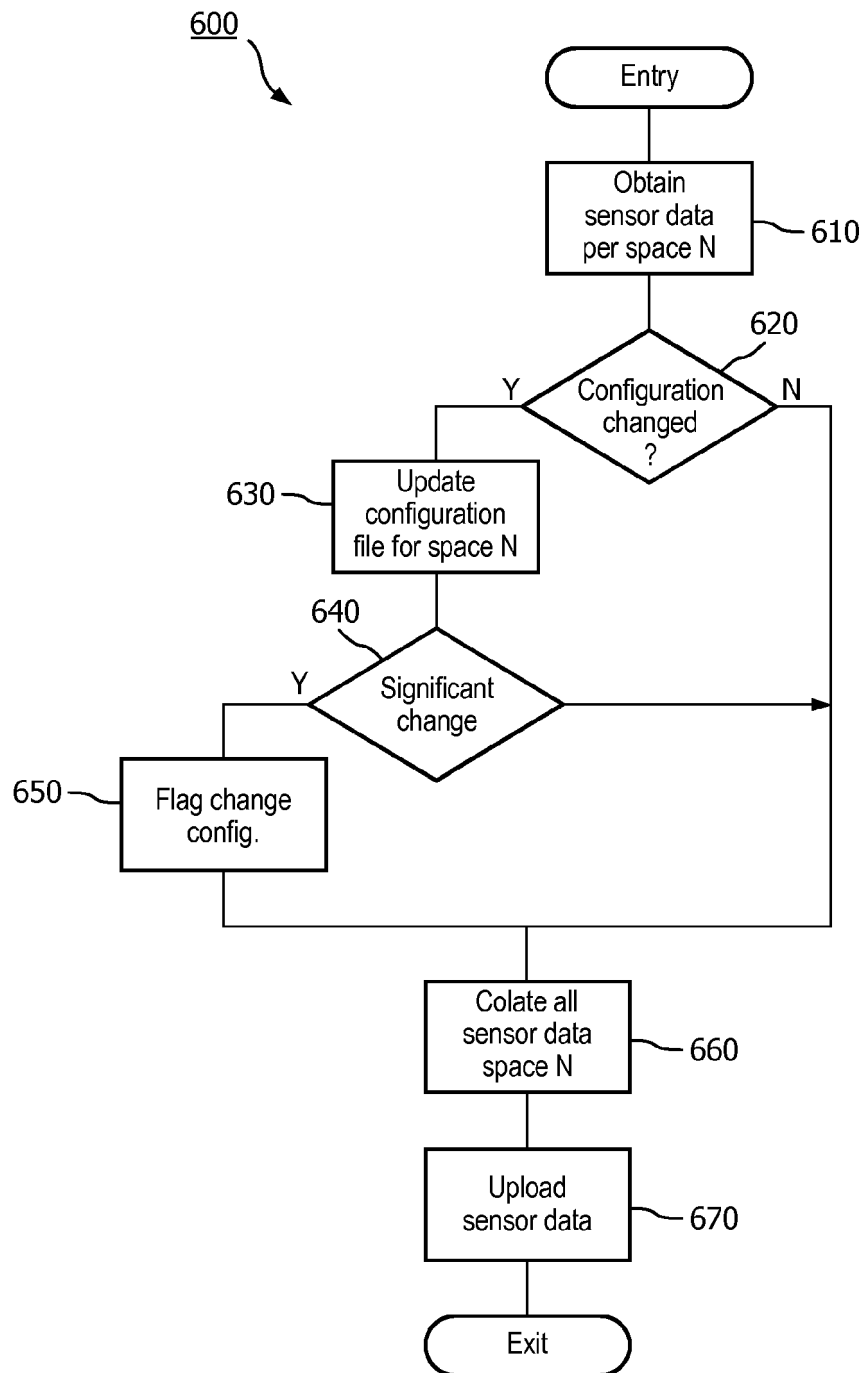 600
Entry
Obtain
sensor data
per space N
610
620
Y
Configuration
changed
?
N
630
Update
configuration
file for space N
640
Y
Significant
change
650
Flag change
config.
Colate all
sensor data
space N
660
Upload
sensor data
670
Exit